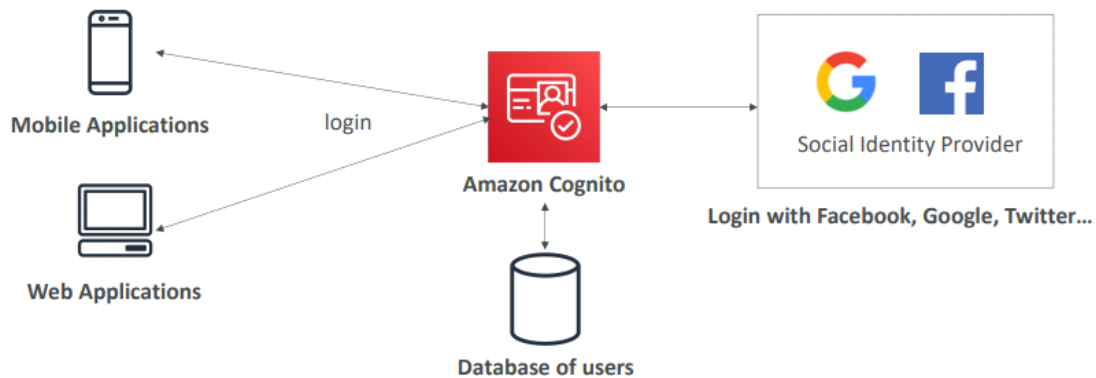 Mobile Applications
login
Amazon Cognito
Social Identity Provider
Login with Facebook, Google, Twitter...
Web Applications
Database of users